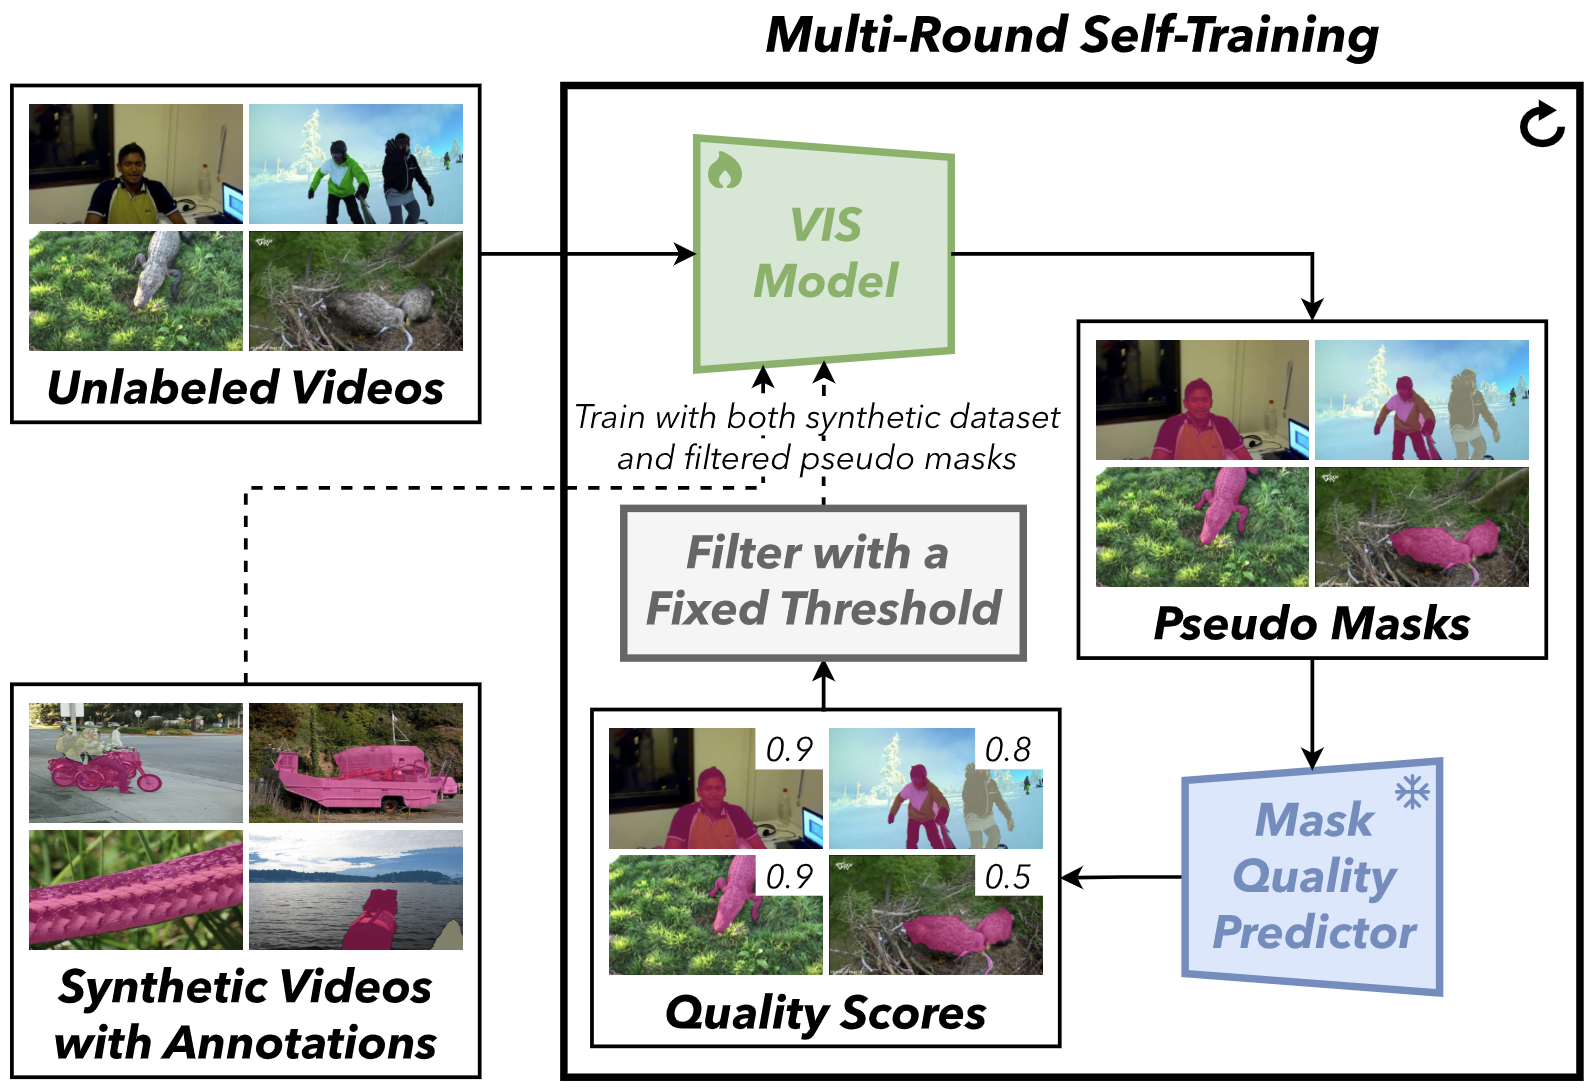 Multi-Round Self-Training
Unlabeled Videos
VIS
Model
Train with both synthetic dataset
and filtered pseudo masks
Filter with a
Fixed Threshold
Pseudo Masks
0.9
0.8
0.9
0.5
Quality Scores
Mask
Quality
Predictor
Synthetic Videos
with Annotations